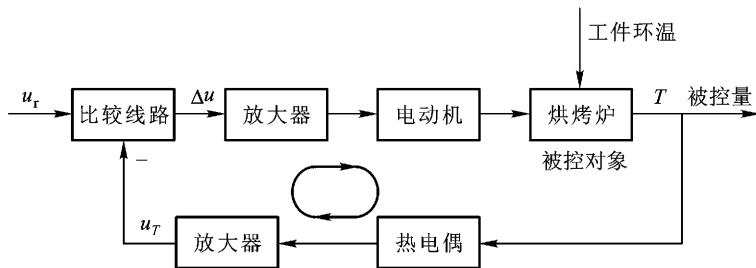 工件环温
u_r
比较线路
Δu
放大器
电动机
烘烤炉
T
被控量
被控对象
−
u_T
放大器
热电偶